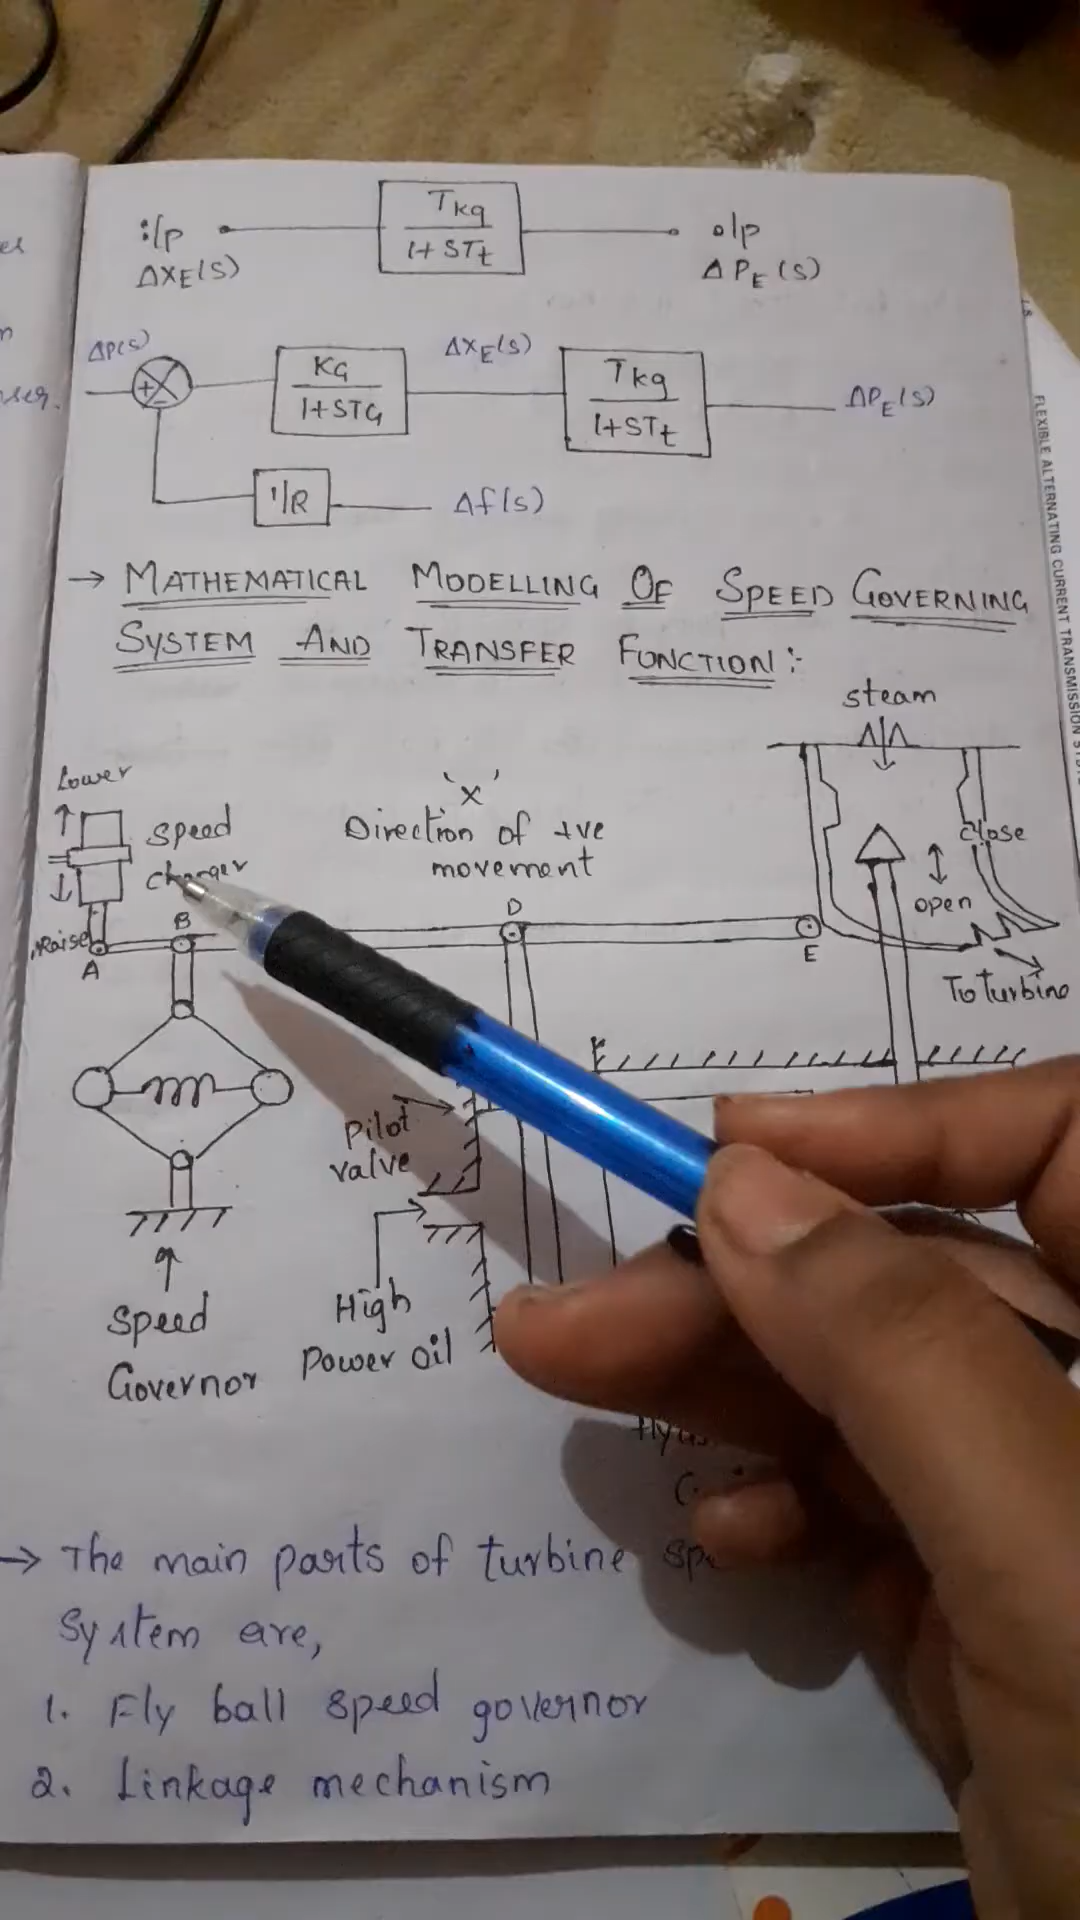 :/p
Tkg
1+STt
o/p
ΔXE(S)
ΔPE(S)
ΔP(S)
+
-
KG
1+STG
ΔXE(S)
Tkg
1+STt
ΔPE(S)
1/R
Δf(S)
→ MATHEMATICAL MODELLING OF SPEED GOVERNING
SYSTEM AND TRANSFER FUNCTION:-
steam
Lower
speed
changer
Raise
'x'
Direction of +ve
movement
close
open
To turbine
A
B
D
E
Pilot
valve
High
Power oil
Speed
Governor
→ The main parts of turbine
system are,
1. Fly ball speed governor
2. Linkage mechanism
FLEXIBLE ALTERNATING CURRENT TRANSMISSION